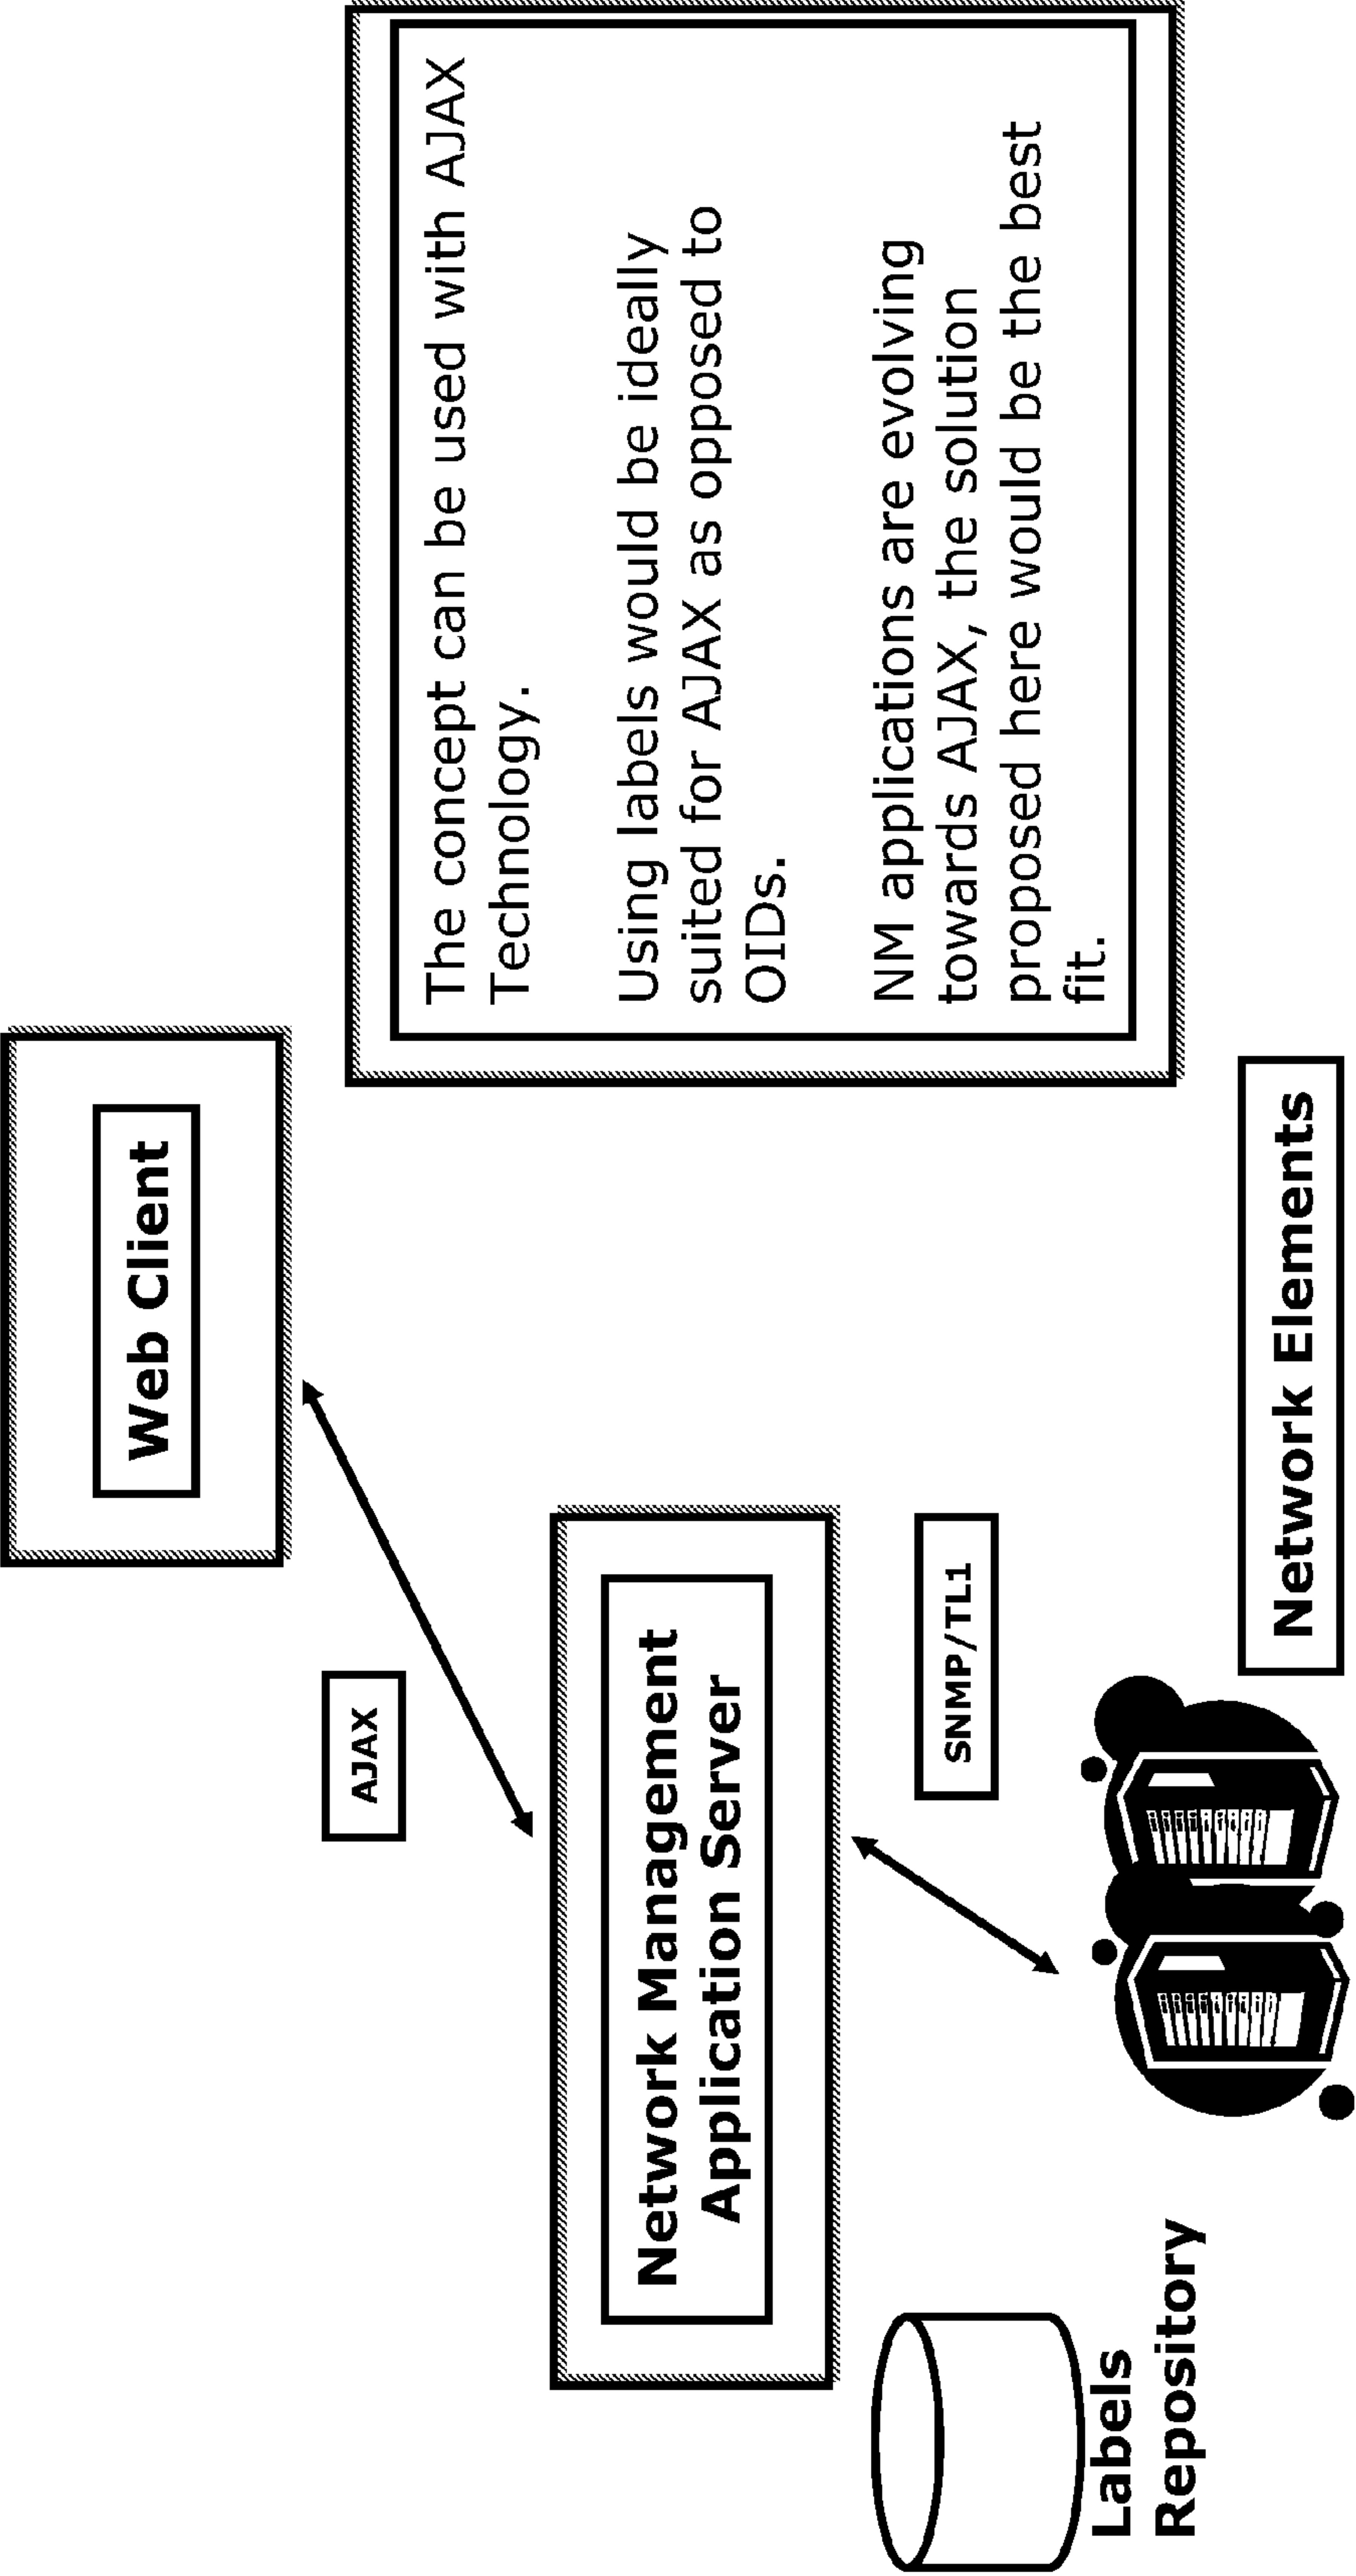 Web Client
AJAX
The concept can be used with AJAX
Technology.
Using labels would be ideally
suited for AJAX as opposed to
OIDs.
NM applications are evolving
towards AJAX, the solution
proposed here would be the best
fit.
Network Management
Application Server
SNMP/TL1
Labels
Repository
Network Elements